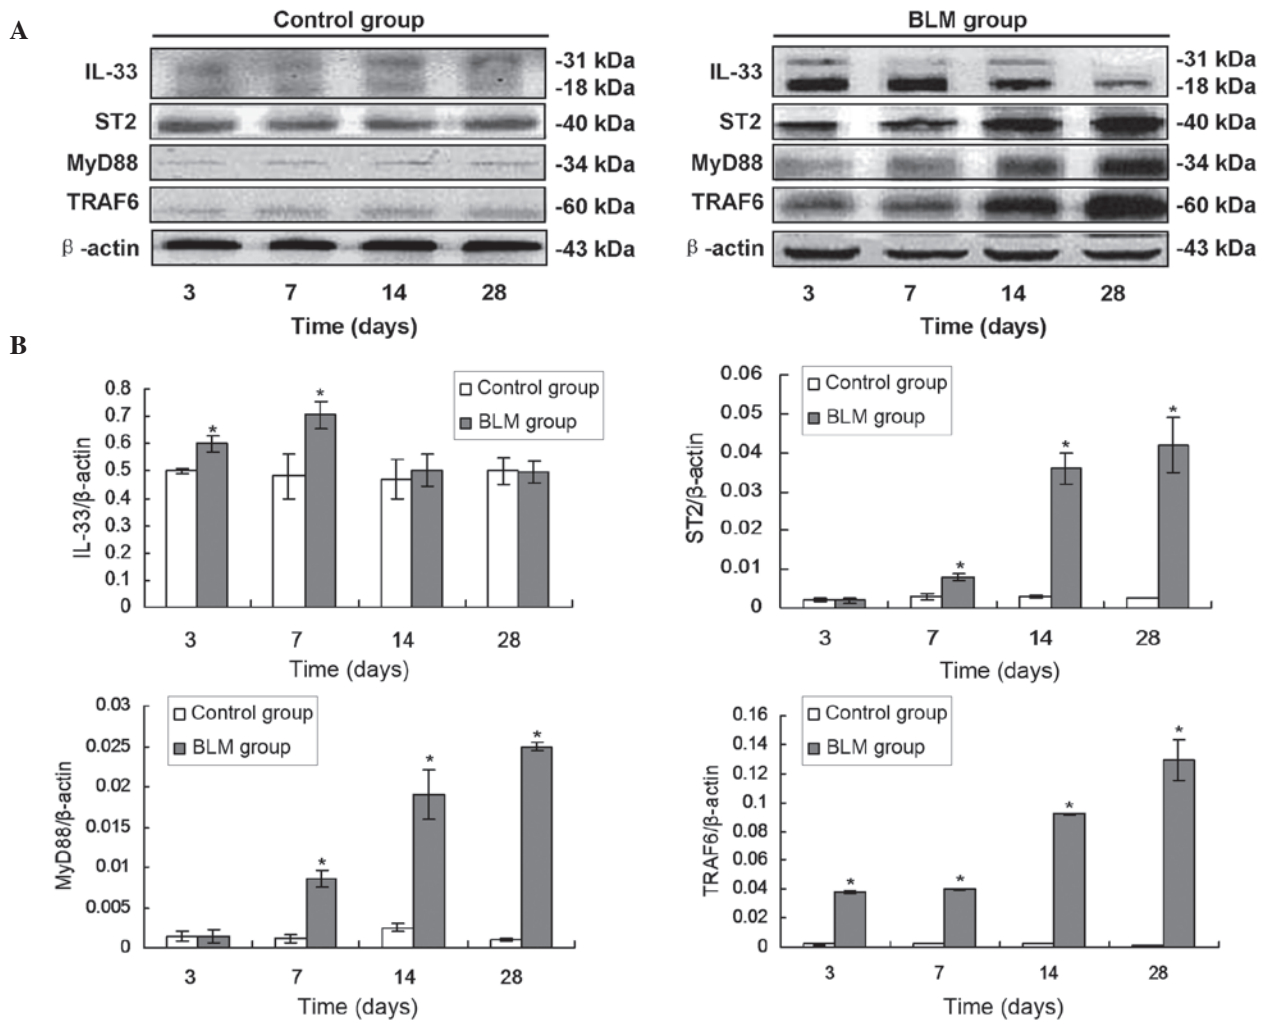 A
Control group
IL-33
-31 kDa
-18 kDa
ST2
-40 kDa
MyD88
-34 kDa
TRAF6
-60 kDa
β-actin
-43 kDa
3 7 14 28
Time (days)
BLM group
IL-33
-31 kDa
-18 kDa
ST2
-40 kDa
MyD88
-34 kDa
TRAF6
-60 kDa
β-actin
-43 kDa
3 7 14 28
Time (days)
B
IL-33/β-actin
0.8
0.7
0.6
0.5
0.4
0.3
0.2
0.1
0
Control group
BLM group
*
*
3 7 14 28
Time (days)
ST2/β-actin
0.06
0.05
0.04
0.03
0.02
0.01
0
Control group
BLM group
*
*
*
3 7 14 28
Time (days)
MyD88/β-actin
0.03
0.025
0.02
0.015
0.01
0.005
0
Control group
BLM group
*
*
*
3 7 14 28
Time (days)
TRAF6/β-actin
0.16
0.14
0.12
0.1
0.08
0.06
0.04
0.02
0
Control group
BLM group
*
*
*
*
3 7 14 28
Time (days)